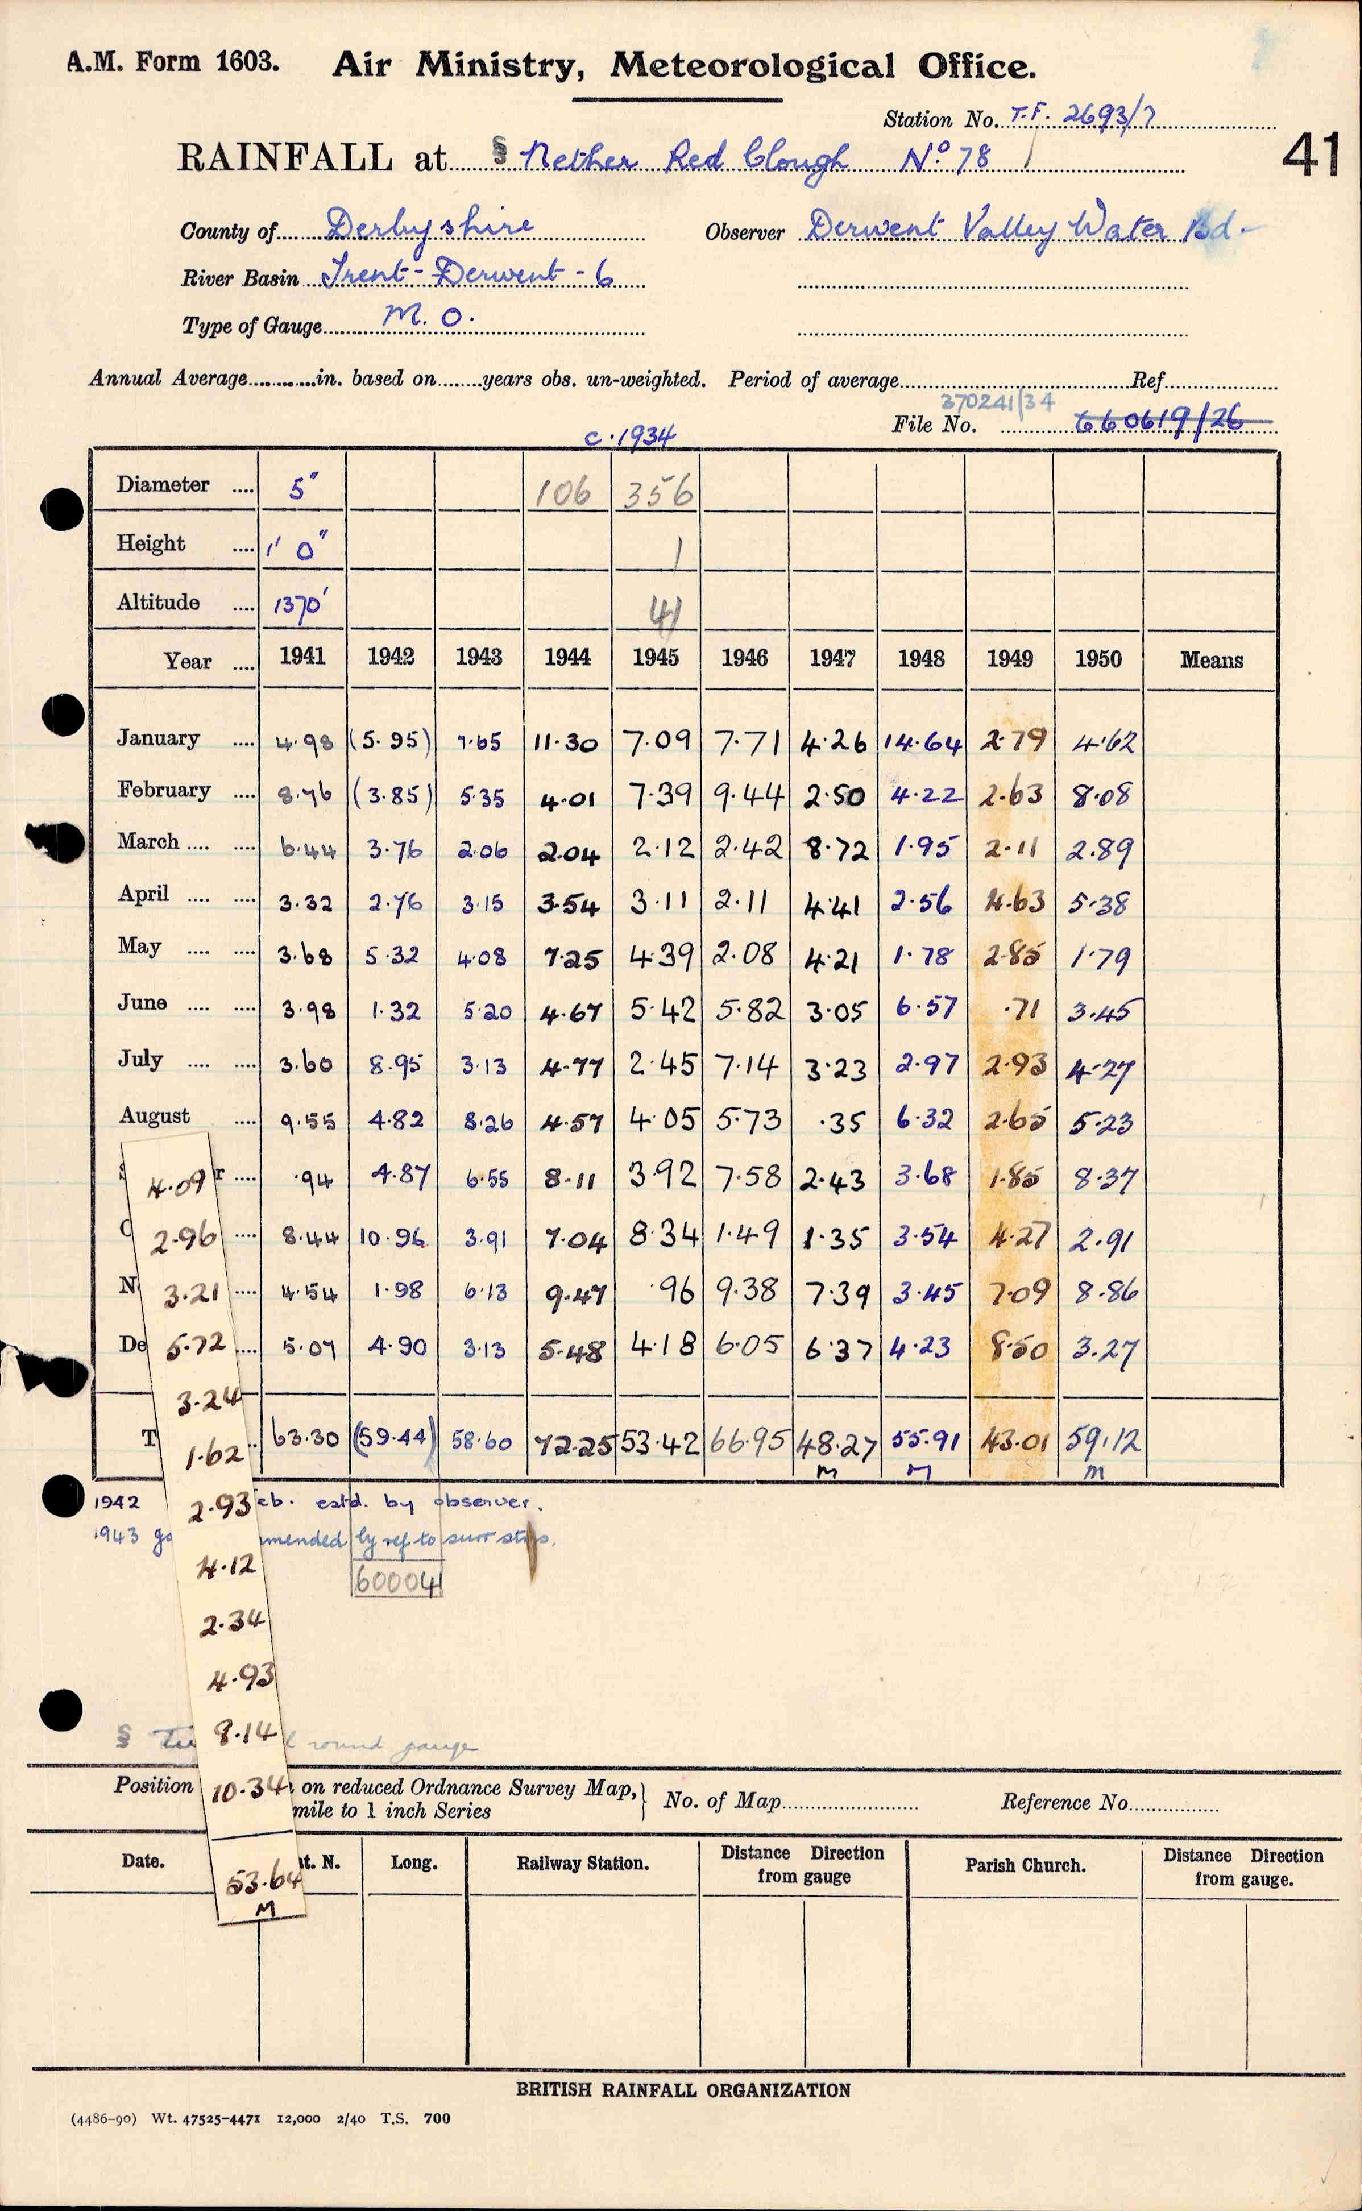 A.M. Form 1603. Air Ministry, Meteorological Office.
Station No. T.F. 2693/7
RAINFALL at § Nether Red Clough No. 78
41
County of Derbyshire Observer Derwent Valley Water Bd.
River Basin Trent - Derwent - 6
Type of Gauge M. O.
Annual Average in. based on years obs. un-weighted. Period of average Ref.
370241/34
File No. 660619/26
c. 1934
Diameter 5" 106 356
Height 1' 0" 1
Altitude 1370' 41
Year 1941 1942 1943 1944 1945 1946 1947 1948 1949 1950 Means
January 4.98 (5.95) 7.65 11.30 7.09 7.71 4.26 14.64 2.79 4.62
February 8.76 (3.85) 5.35 4.01 7.39 9.44 2.50 4.22 2.63 8.08
March 6.44 3.76 2.06 2.04 2.12 2.42 8.72 1.95 2.11 2.89
April 3.32 2.76 3.15 3.54 3.11 2.11 4.41 2.56 4.63 5.38
May 3.68 5.32 4.08 7.25 4.39 2.08 4.21 1.78 2.85 1.79
June 3.98 1.32 5.20 4.67 5.42 5.82 3.05 6.57 .71 3.45
July 3.60 8.95 3.13 4.77 2.45 7.14 3.23 2.97 2.93 4.27
August 9.55 4.82 8.26 4.57 4.05 5.73 .35 6.32 2.65 5.23
r .94 4.87 6.55 8.11 3.92 7.58 2.43 3.68 1.85 8.37
8.44 10.96 3.91 7.04 8.34 1.49 1.35 3.54 4.27 2.91
N 4.54 1.98 6.13 9.47 .96 9.38 7.39 3.45 7.09 8.86
De 5.07 4.90 3.13 5.48 4.18 6.05 6.37 4.23 8.50 3.27
T 63.30 (59.44) 58.60 72.25 53.42 66.95 48.27 55.91 43.01 59.12
M M M
4.09
2.96
3.21
5.72
3.24
1.62
2.93
4.12
2.34
4.93
8.14
10.34
53.64
M
1942 eb. estd. by observer.
1943 ga mended by ref to surr stns.
60004
§ Tu l round gauge
Position on reduced Ordnance Survey Map, No. of Map Reference No.
mile to 1 inch Series
Date. at. N. Long. Railway Station. Distance Direction from gauge Parish Church. Distance Direction from gauge.
BRITISH RAINFALL ORGANIZATION
(4486-90) Wt. 47525-4471 12,000 2/40 T.S. 700